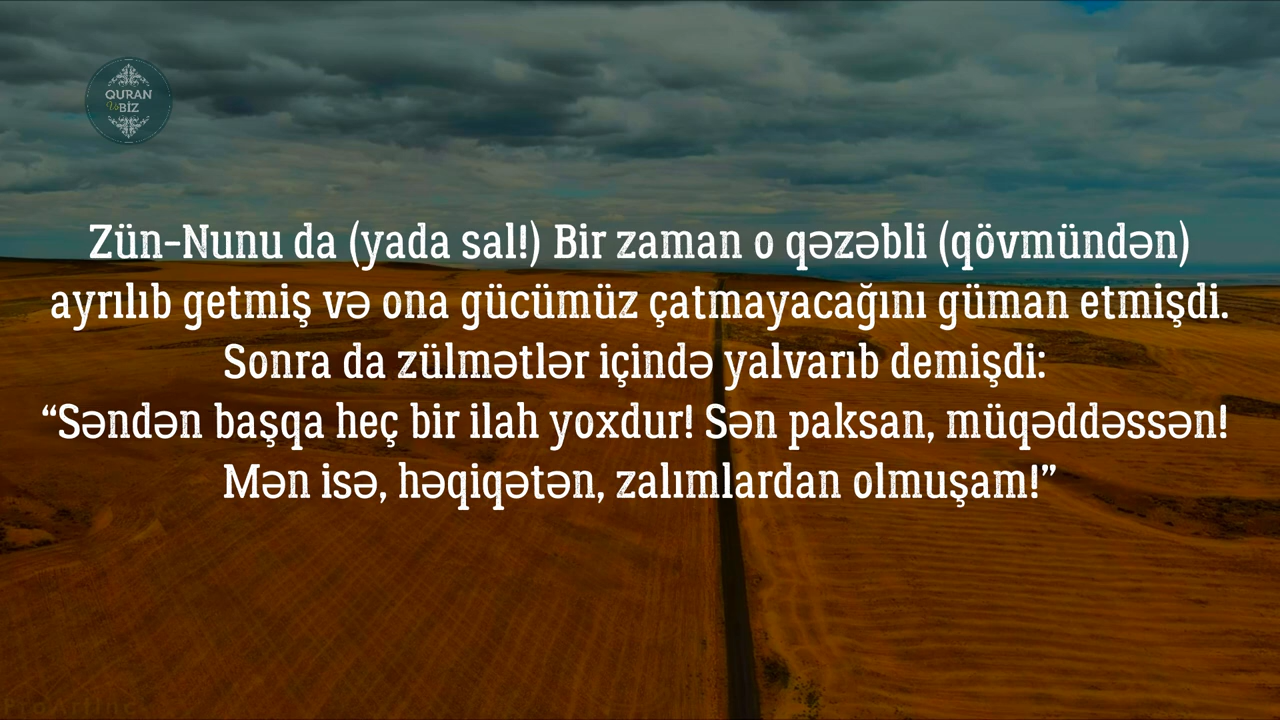 QURAN
Və BİZ
Zün-Nunu da (yada sal!) Bir zaman o qəzəbli (qövmündən)
ayrılıb getmiş və ona gücümüz çatmayacağını güman etmişdi.
Sonra da zülmətlər içində yalvarıb demişdi:
“Səndən başqa heç bir ilah yoxdur! Sən paksan, müqəddəssən!
Mən isə, həqiqətən, zalımlardan olmuşam!”
ProArtInc